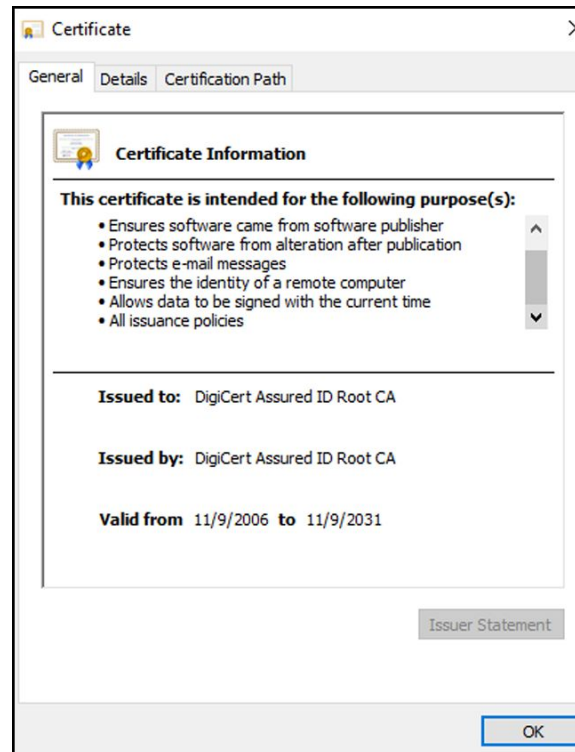 Certificate
General Details Certification Path
Certificate Information
This certificate is intended for the following purpose(s):
• Ensures software came from software publisher
• Protects software from alteration after publication
• Protects e-mail messages
• Ensures the identity of a remote computer
• Allows data to be signed with the current time
• All issuance policies
Issued to: DigiCert Assured ID Root CA
Issued by: DigiCert Assured ID Root CA
Valid from 11/9/2006 to 11/9/2031
Issuer Statement
OK